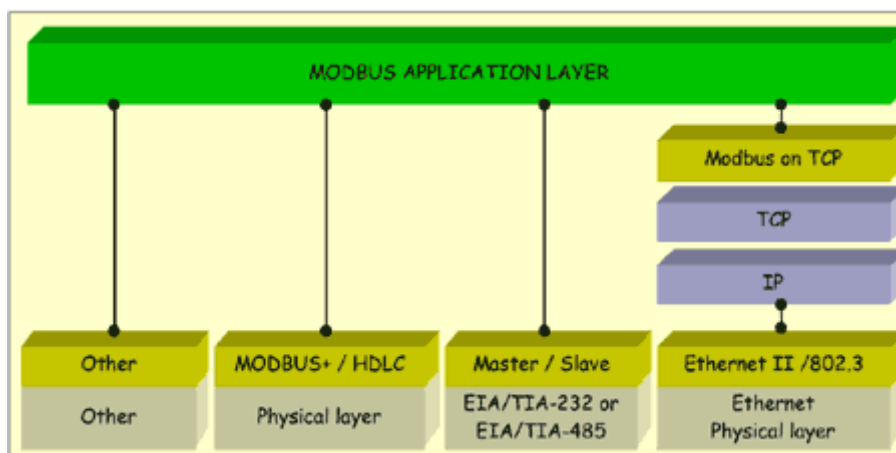 MODBUS APPLICATION LAYER
Modbus on TCP
TCP
IP
Other
MODBUS+ / HDLC
Master / Slave
Ethernet II /802.3
Other
Physical layer
EIA/TIA-232 or
EIA/TIA-485
Ethernet
Physical layer